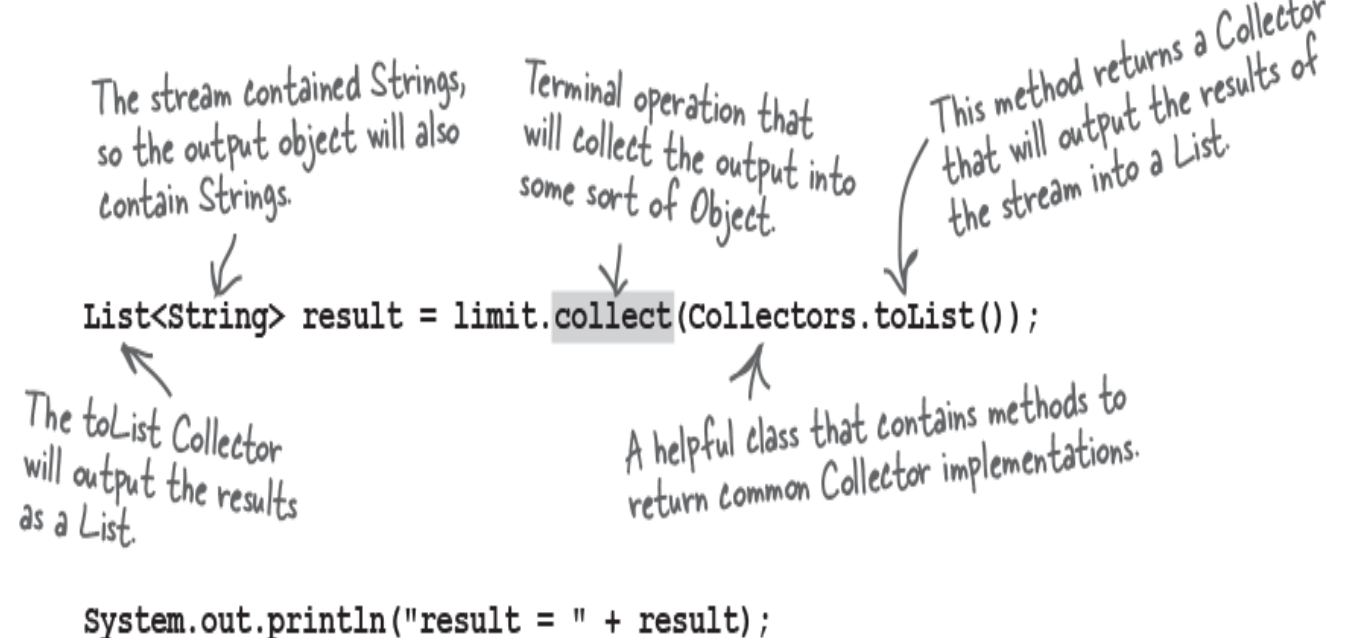 The stream contained Strings,
so the output object will also
contain Strings.
Terminal operation that
will collect the output into
some sort of Object.
This method returns a Collector
that will output the results of
the stream into a List.
List<String> result = limit.collect(Collectors.toList());
The toList Collector
will output the results
as a List.
A helpful class that contains methods to
return common Collector implementations.
System.out.println("result = " + result);